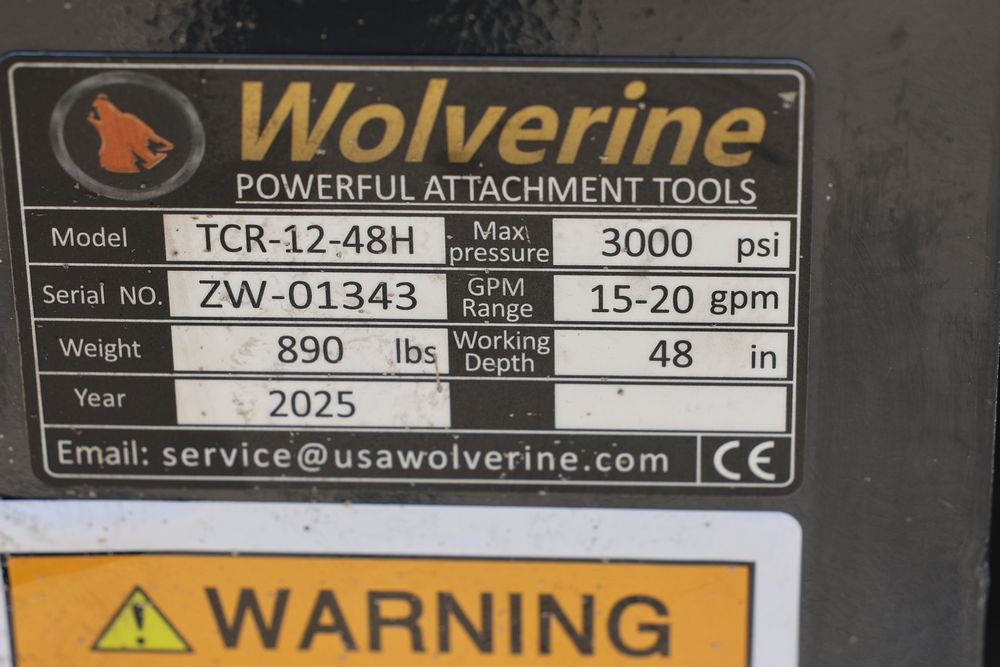 Wolverine
POWERFUL ATTACHMENT TOOLS
Model TCR-12-48H Max pressure 3000 psi
Serial NO. ZW-01343 GPM Range 15-20 gpm
Weight 890 lbs Working Depth 48 in
Year 2025
Email: service@usawolverine.com CE
WARNING